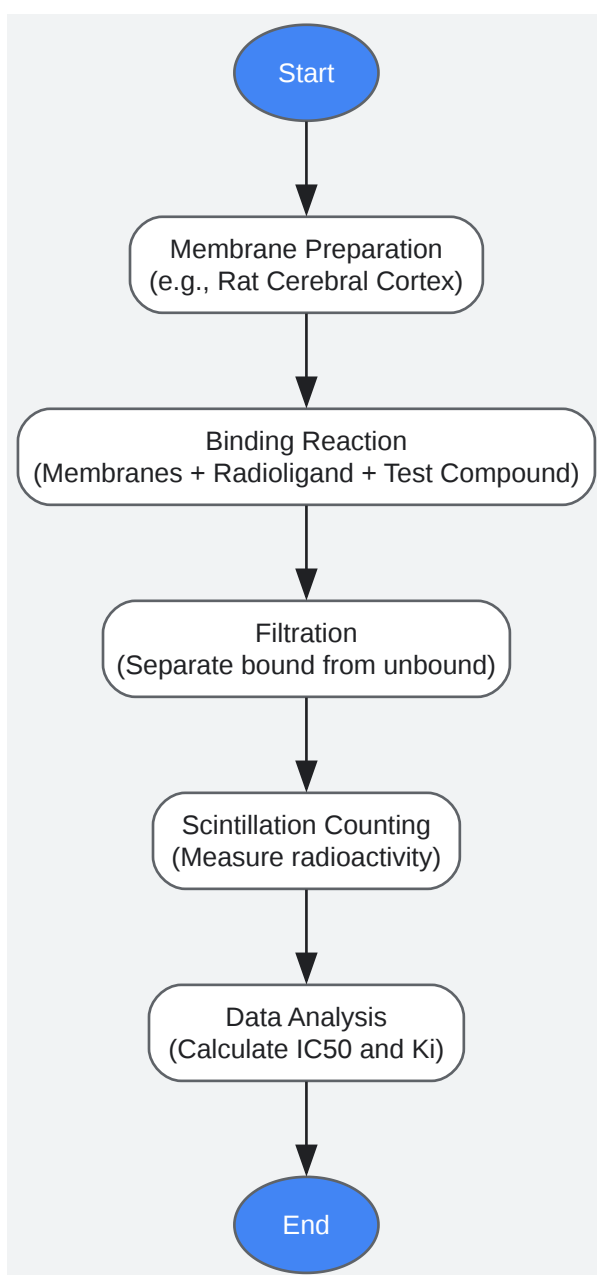 Start
Membrane Preparation
(e.g., Rat Cerebral Cortex)
Binding Reaction
(Membranes + Radioligand + Test Compound)
Filtration
(Separate bound from unbound)
Scintillation Counting
(Measure radioactivity)
Data Analysis
(Calculate IC50 and Ki)
End